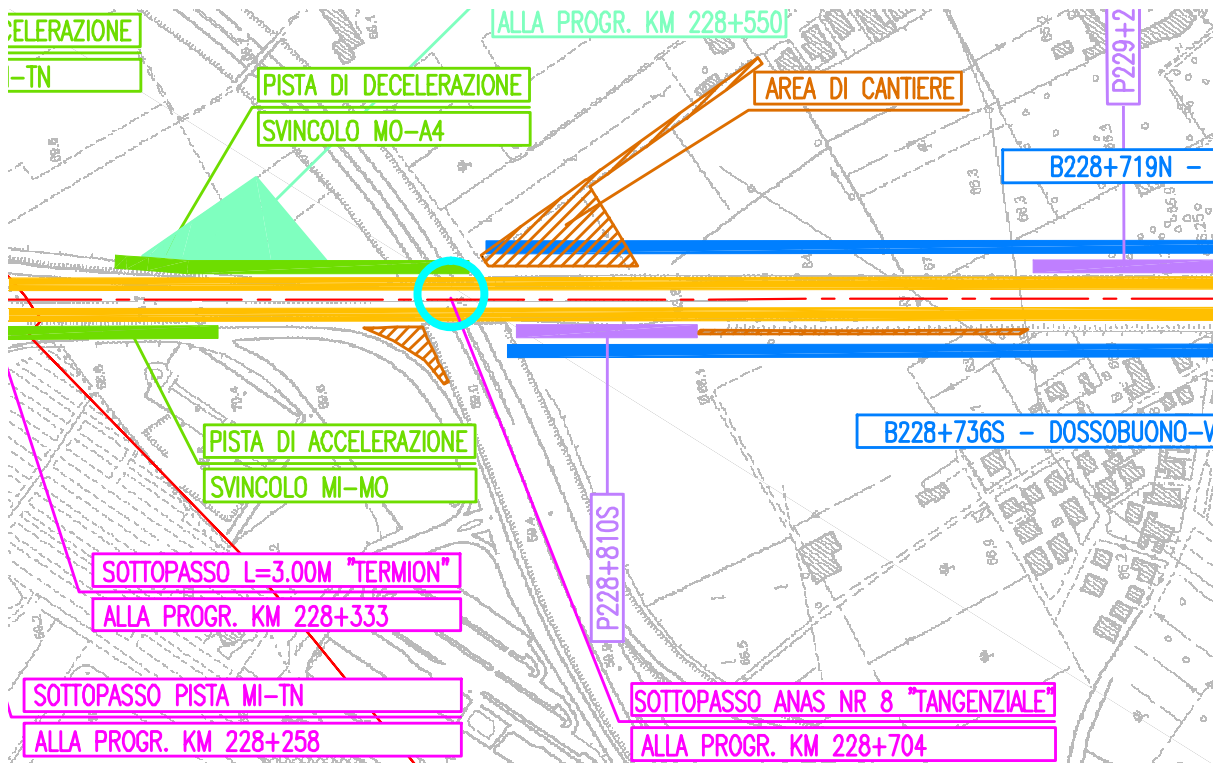 CELERAZIONE
I-TN
ALLA PROGR. KM 228+550
PISTA DI DECELERAZIONE
SVINCOLO MO-A4
AREA DI CANTIERE
P229+2
B228+719N -
B228+736S - DOSSOBUONO-V
PISTA DI ACCELERAZIONE
SVINCOLO MI-MO
P228+810S
SOTTOPASSO L=3.00M "TERMION"
ALLA PROGR. KM 228+333
SOTTOPASSO PISTA MI-TN
ALLA PROGR. KM 228+258
SOTTOPASSO ANAS NR 8 "TANGENZIALE"
ALLA PROGR. KM 228+704